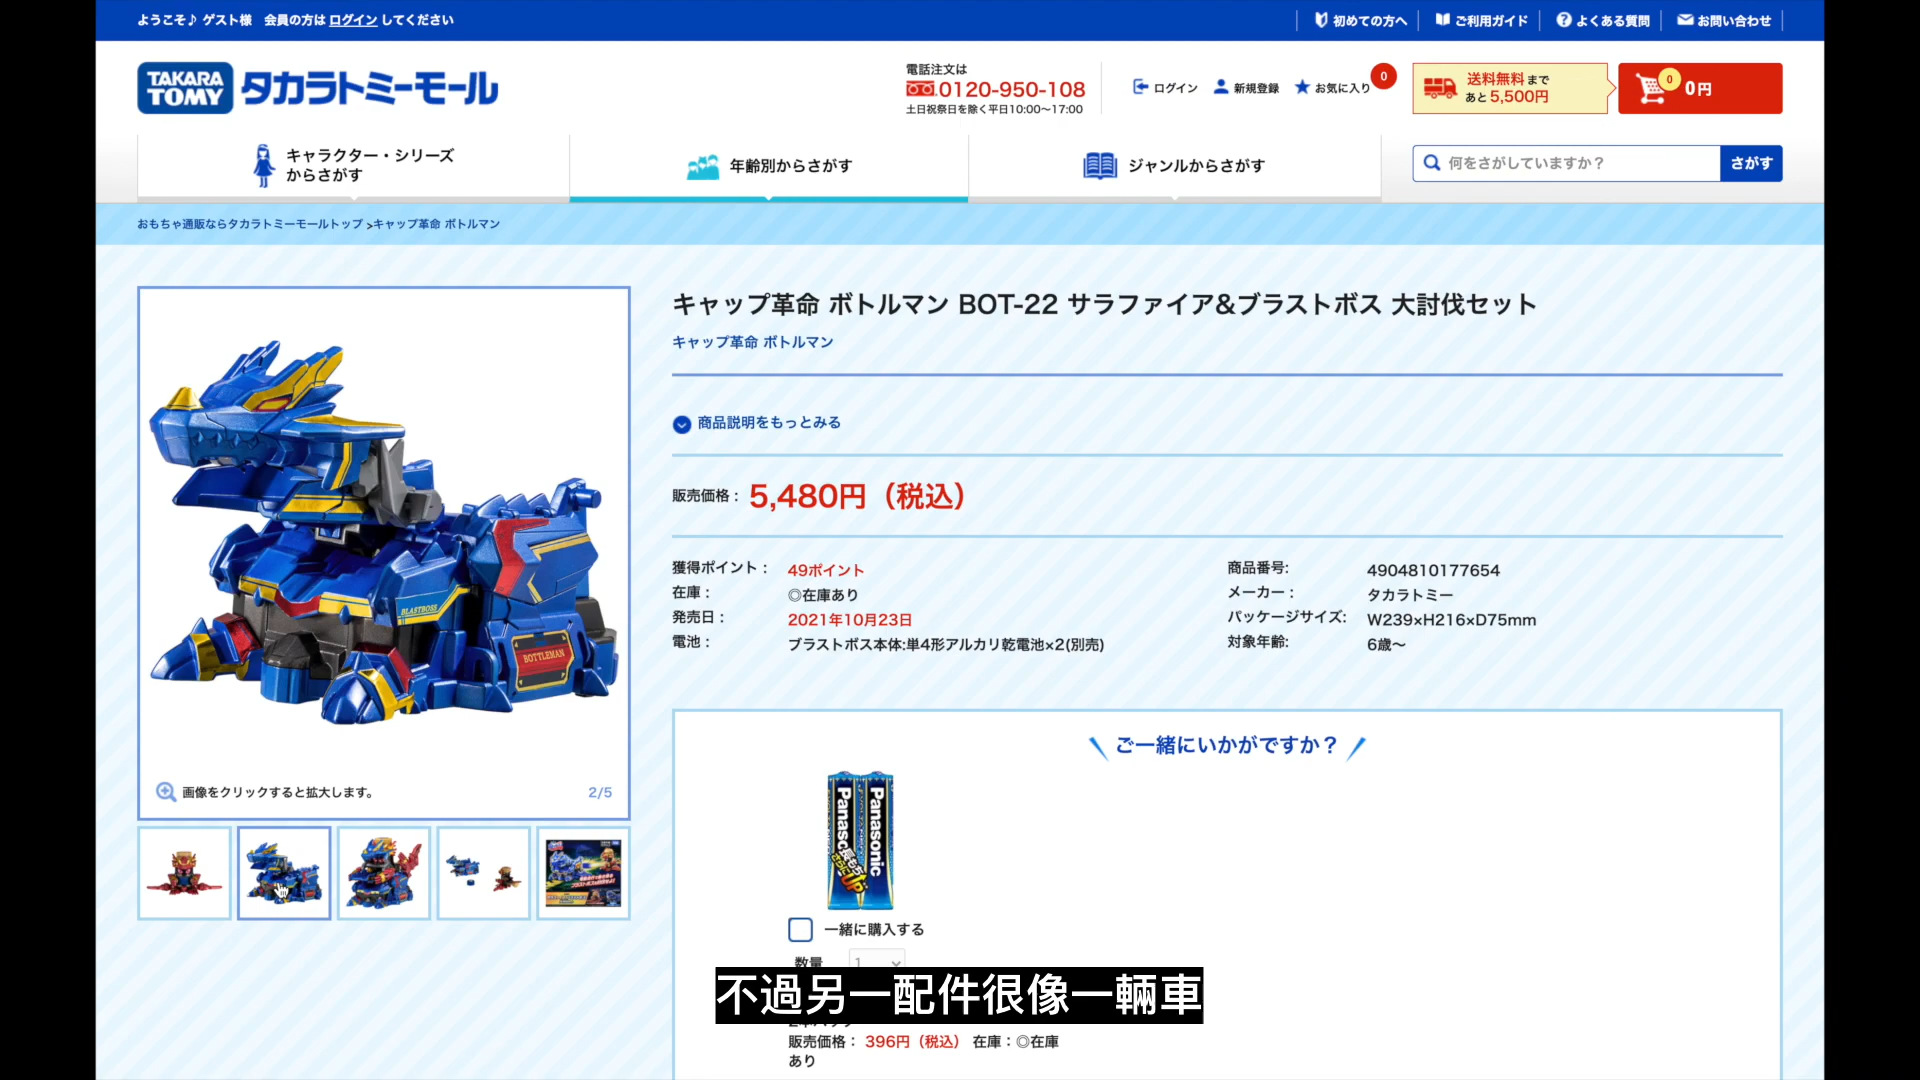 ようこそ♪ ゲスト様　会員の方は ログイン してください
初めての方へ
ご利用ガイド
よくある質問
お問い合わせ
TAKARA TOMY
タカラトミーモール
電話注文は
0120-950-108
土日祝祭日を除く平日10:00〜17:00
ログイン
新規登録
お気に入り
0
送料無料まで
あと5,500円
0
0円
キャラクター・シリーズ
からさがす
年齢別からさがす
ジャンルからさがす
何をさがしていますか？
さがす
おもちゃ通販ならタカラトミーモールトップ >キャップ革命 ボトルマン
キャップ革命 ボトルマン BOT-22 サラファイア&ブラストボス 大討伐セット
キャップ革命 ボトルマン
商品説明をもっとみる
販売価格： 5,480円（税込）
獲得ポイント： 49ポイント
在庫： ◎在庫あり
発売日： 2021年10月23日
電池： ブラストボス本体:単4形アルカリ乾電池×2(別売)
商品番号: 4904810177654
メーカー： タカラトミー
パッケージサイズ: W239×H216×D75mm
対象年齢: 6歳〜
BLASTBOSS
BOTTLEMAN
画像をクリックすると拡大します。
2/5
ご一緒にいかがですか？
Panasonic
Panasonic
長もち
さらにUP
一緒に購入する
数量 1
不過另一配件很像一輛車
販売価格： 396円（税込） 在庫：◎在庫
あり